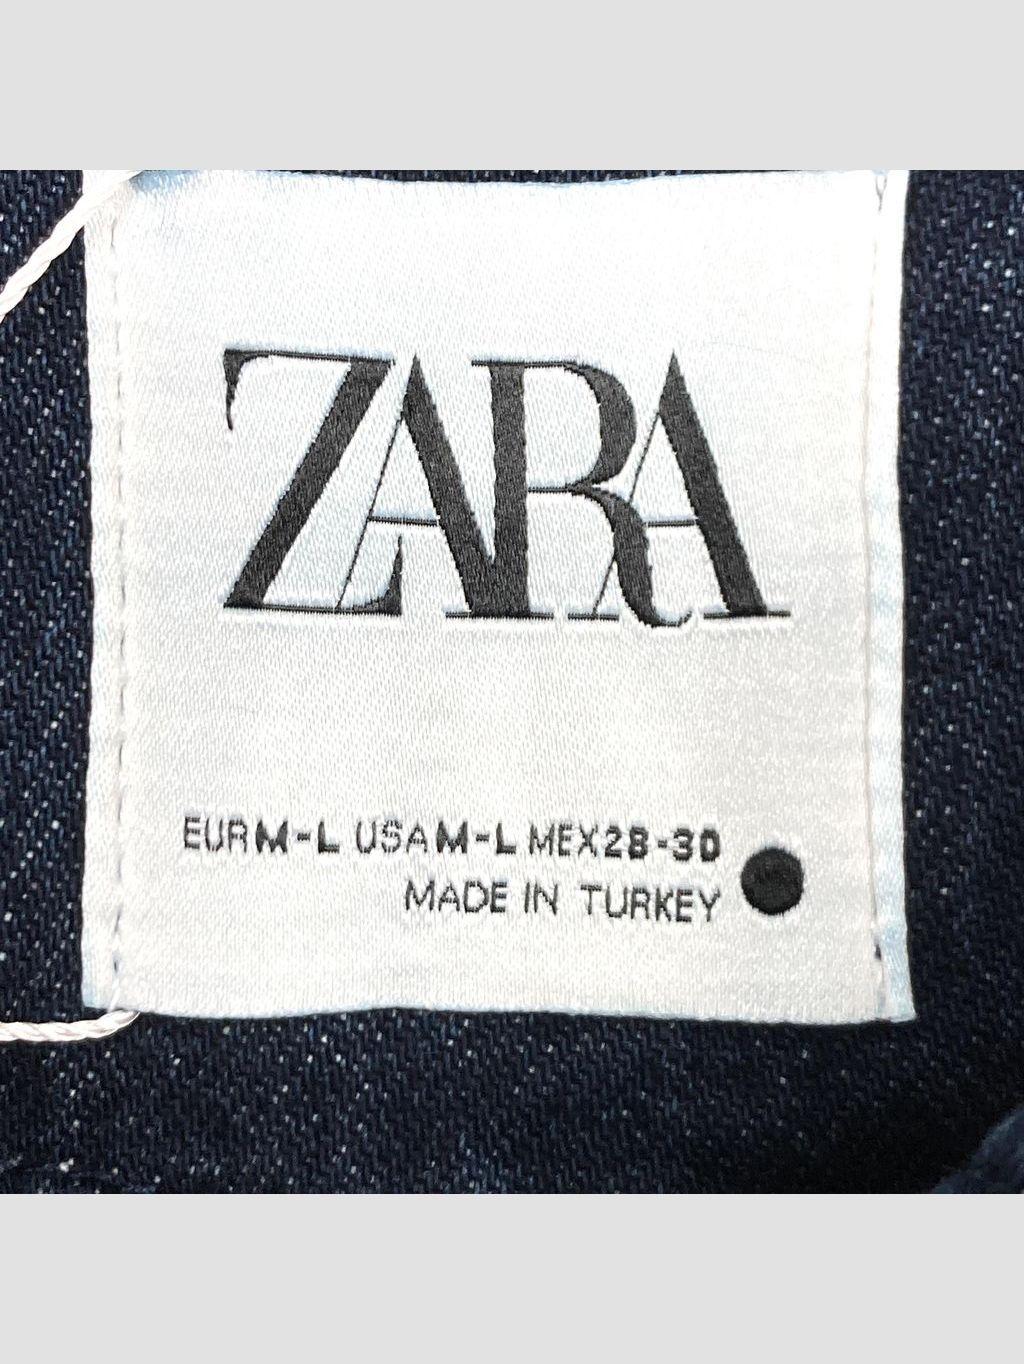 ZARA
EUR M-L USA M-L MEX 28-30
MADE IN TURKEY